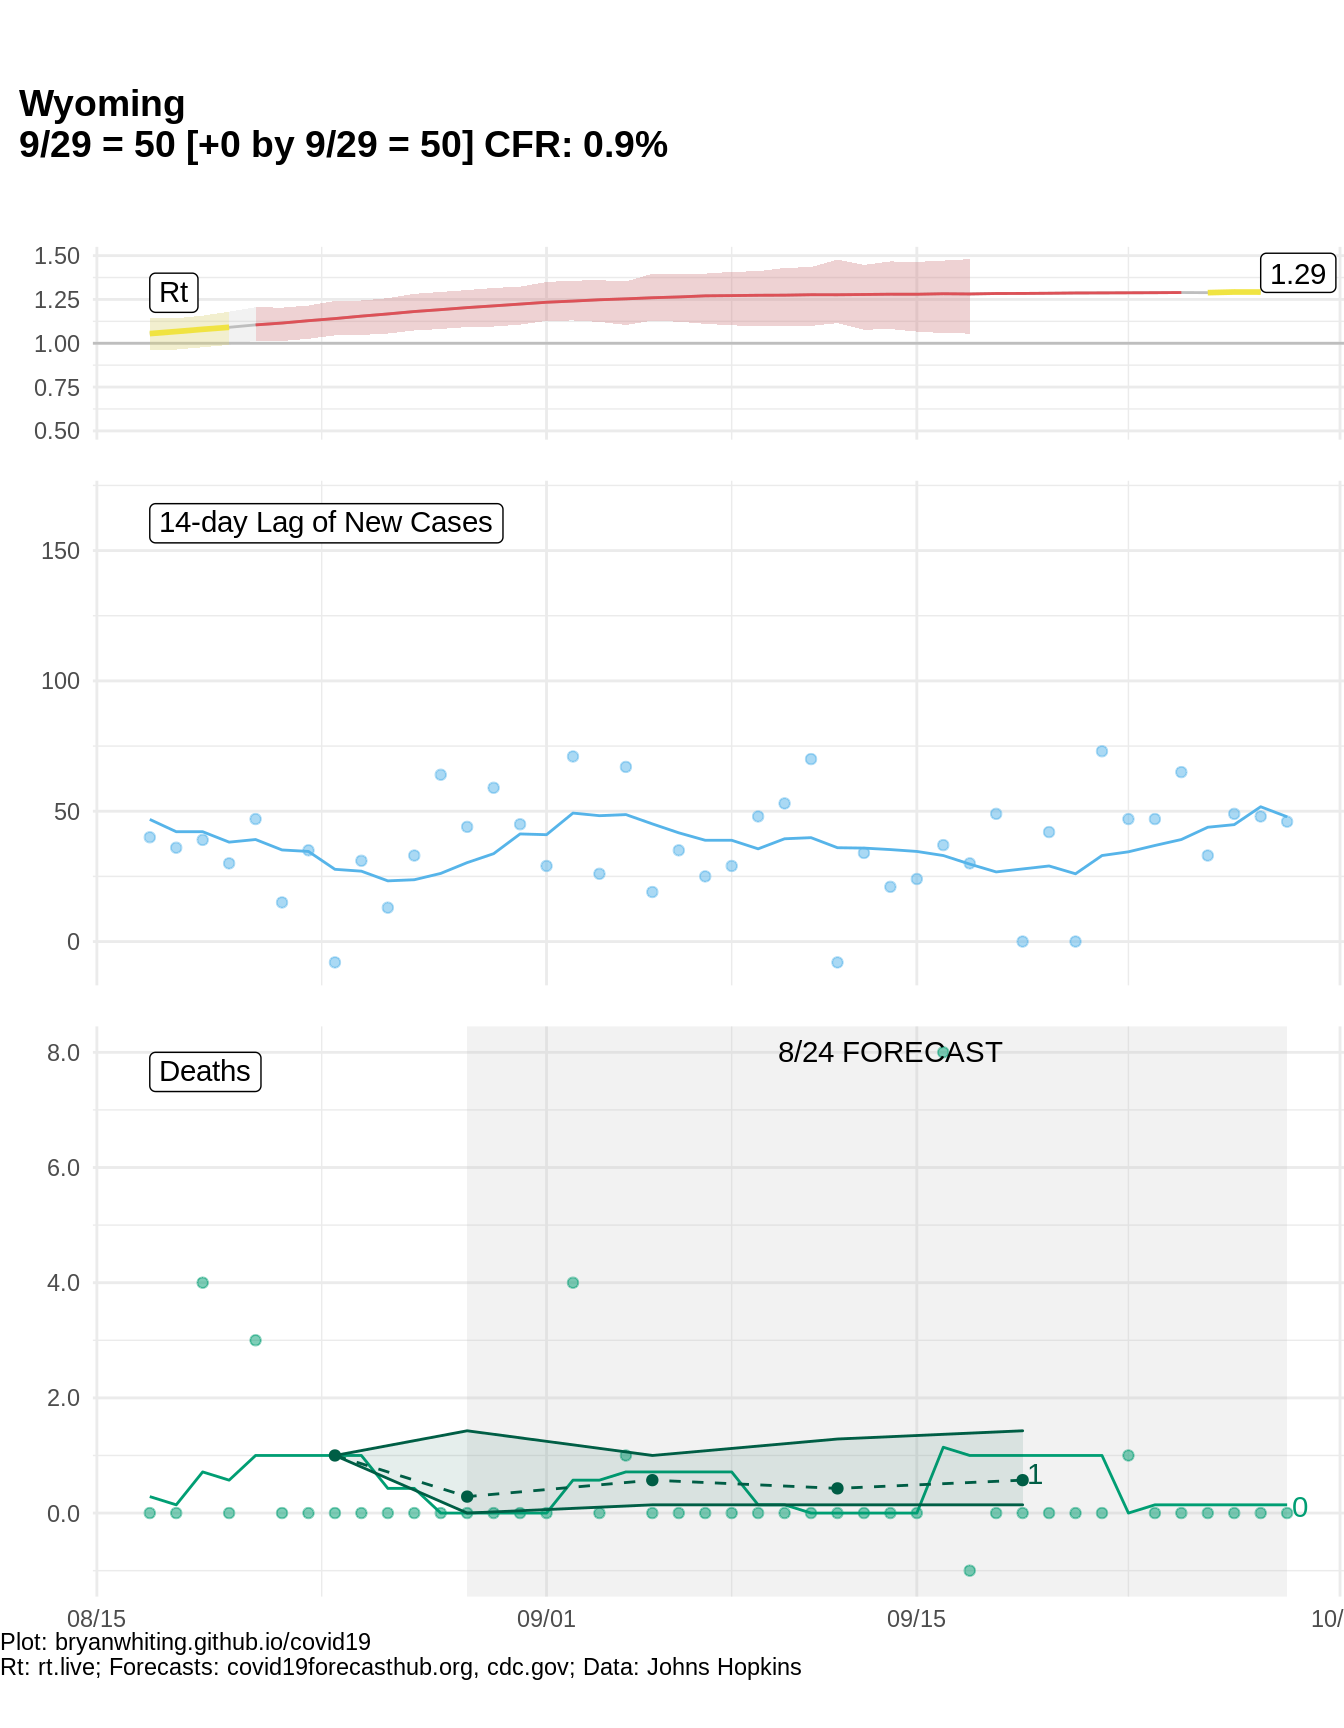 Wyoming
9/29 = 50 [+0 by 9/29 = 50] CFR: 0.9%
1.50
1.25
1.00
0.75
0.50
Rt
1.29
14-day Lag of New Cases
150
100
50
0
8/24 FORECAST
Deaths
8.0
6.0
4.0
2.0
0.0
1
0
08/15
09/01
09/15
10/
Plot: bryanwhiting.github.io/covid19
Rt: rt.live; Forecasts: covid19forecasthub.org, cdc.gov; Data: Johns Hopkins